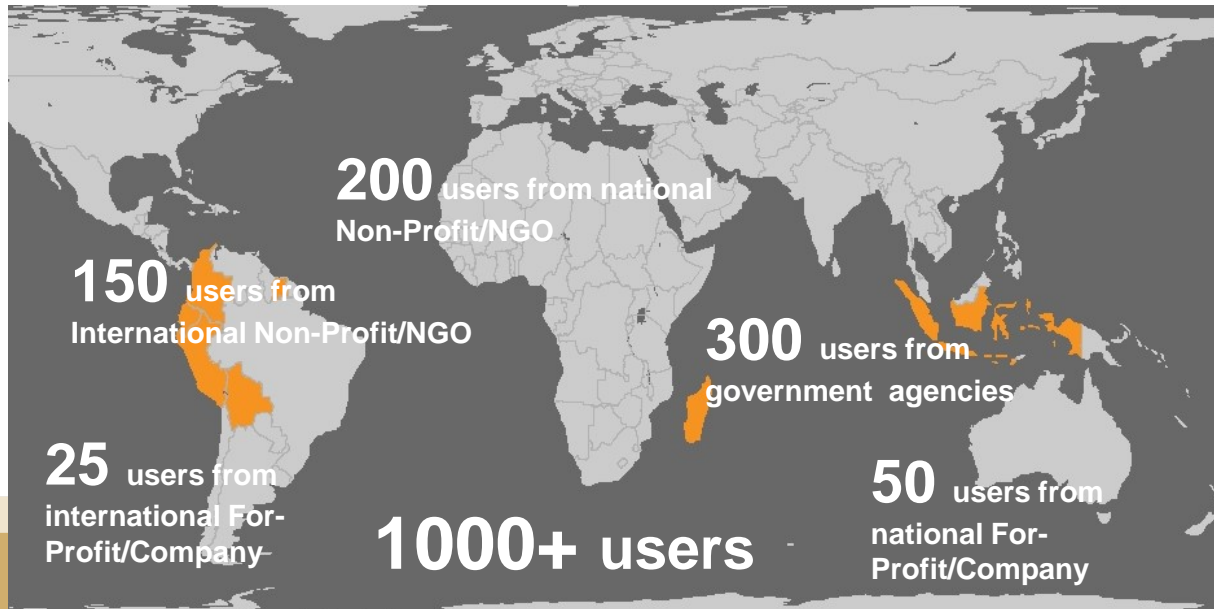 200 users from national
Non-Profit/NGO
150 users from
International Non-Profit/NGO
300 users from
government agencies
25 users from
international For-
Profit/Company
50 users from
national For-
Profit/Company
1000+ users